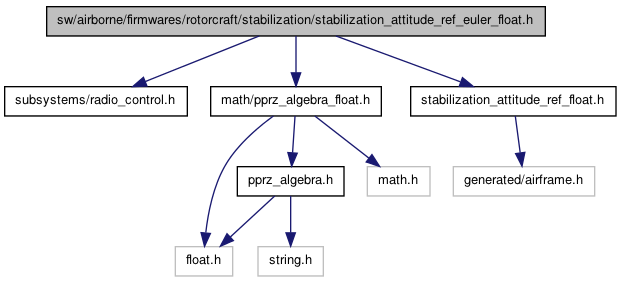 sw/airborne/firmwares/rotorcraft/stabilization/stabilization_attitude_ref_euler_float.h
subsystems/radio_control.h
math/pprz_algebra_float.h
stabilization_attitude_ref_float.h
pprz_algebra.h
math.h
generated/airframe.h
float.h
string.h